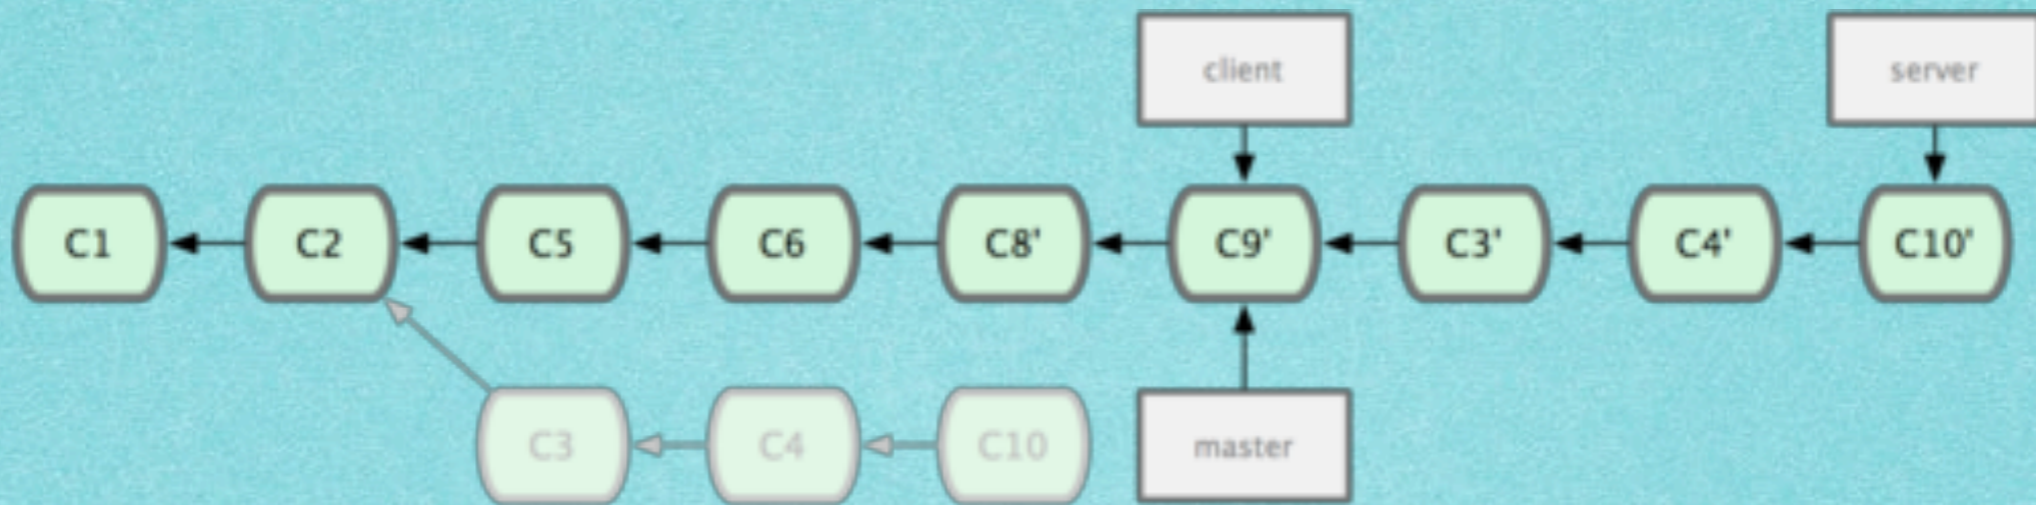 client
server
C1
C2
C5
C6
C8'
C9'
C3'
C4'
C10'
C3
C4
C10
master